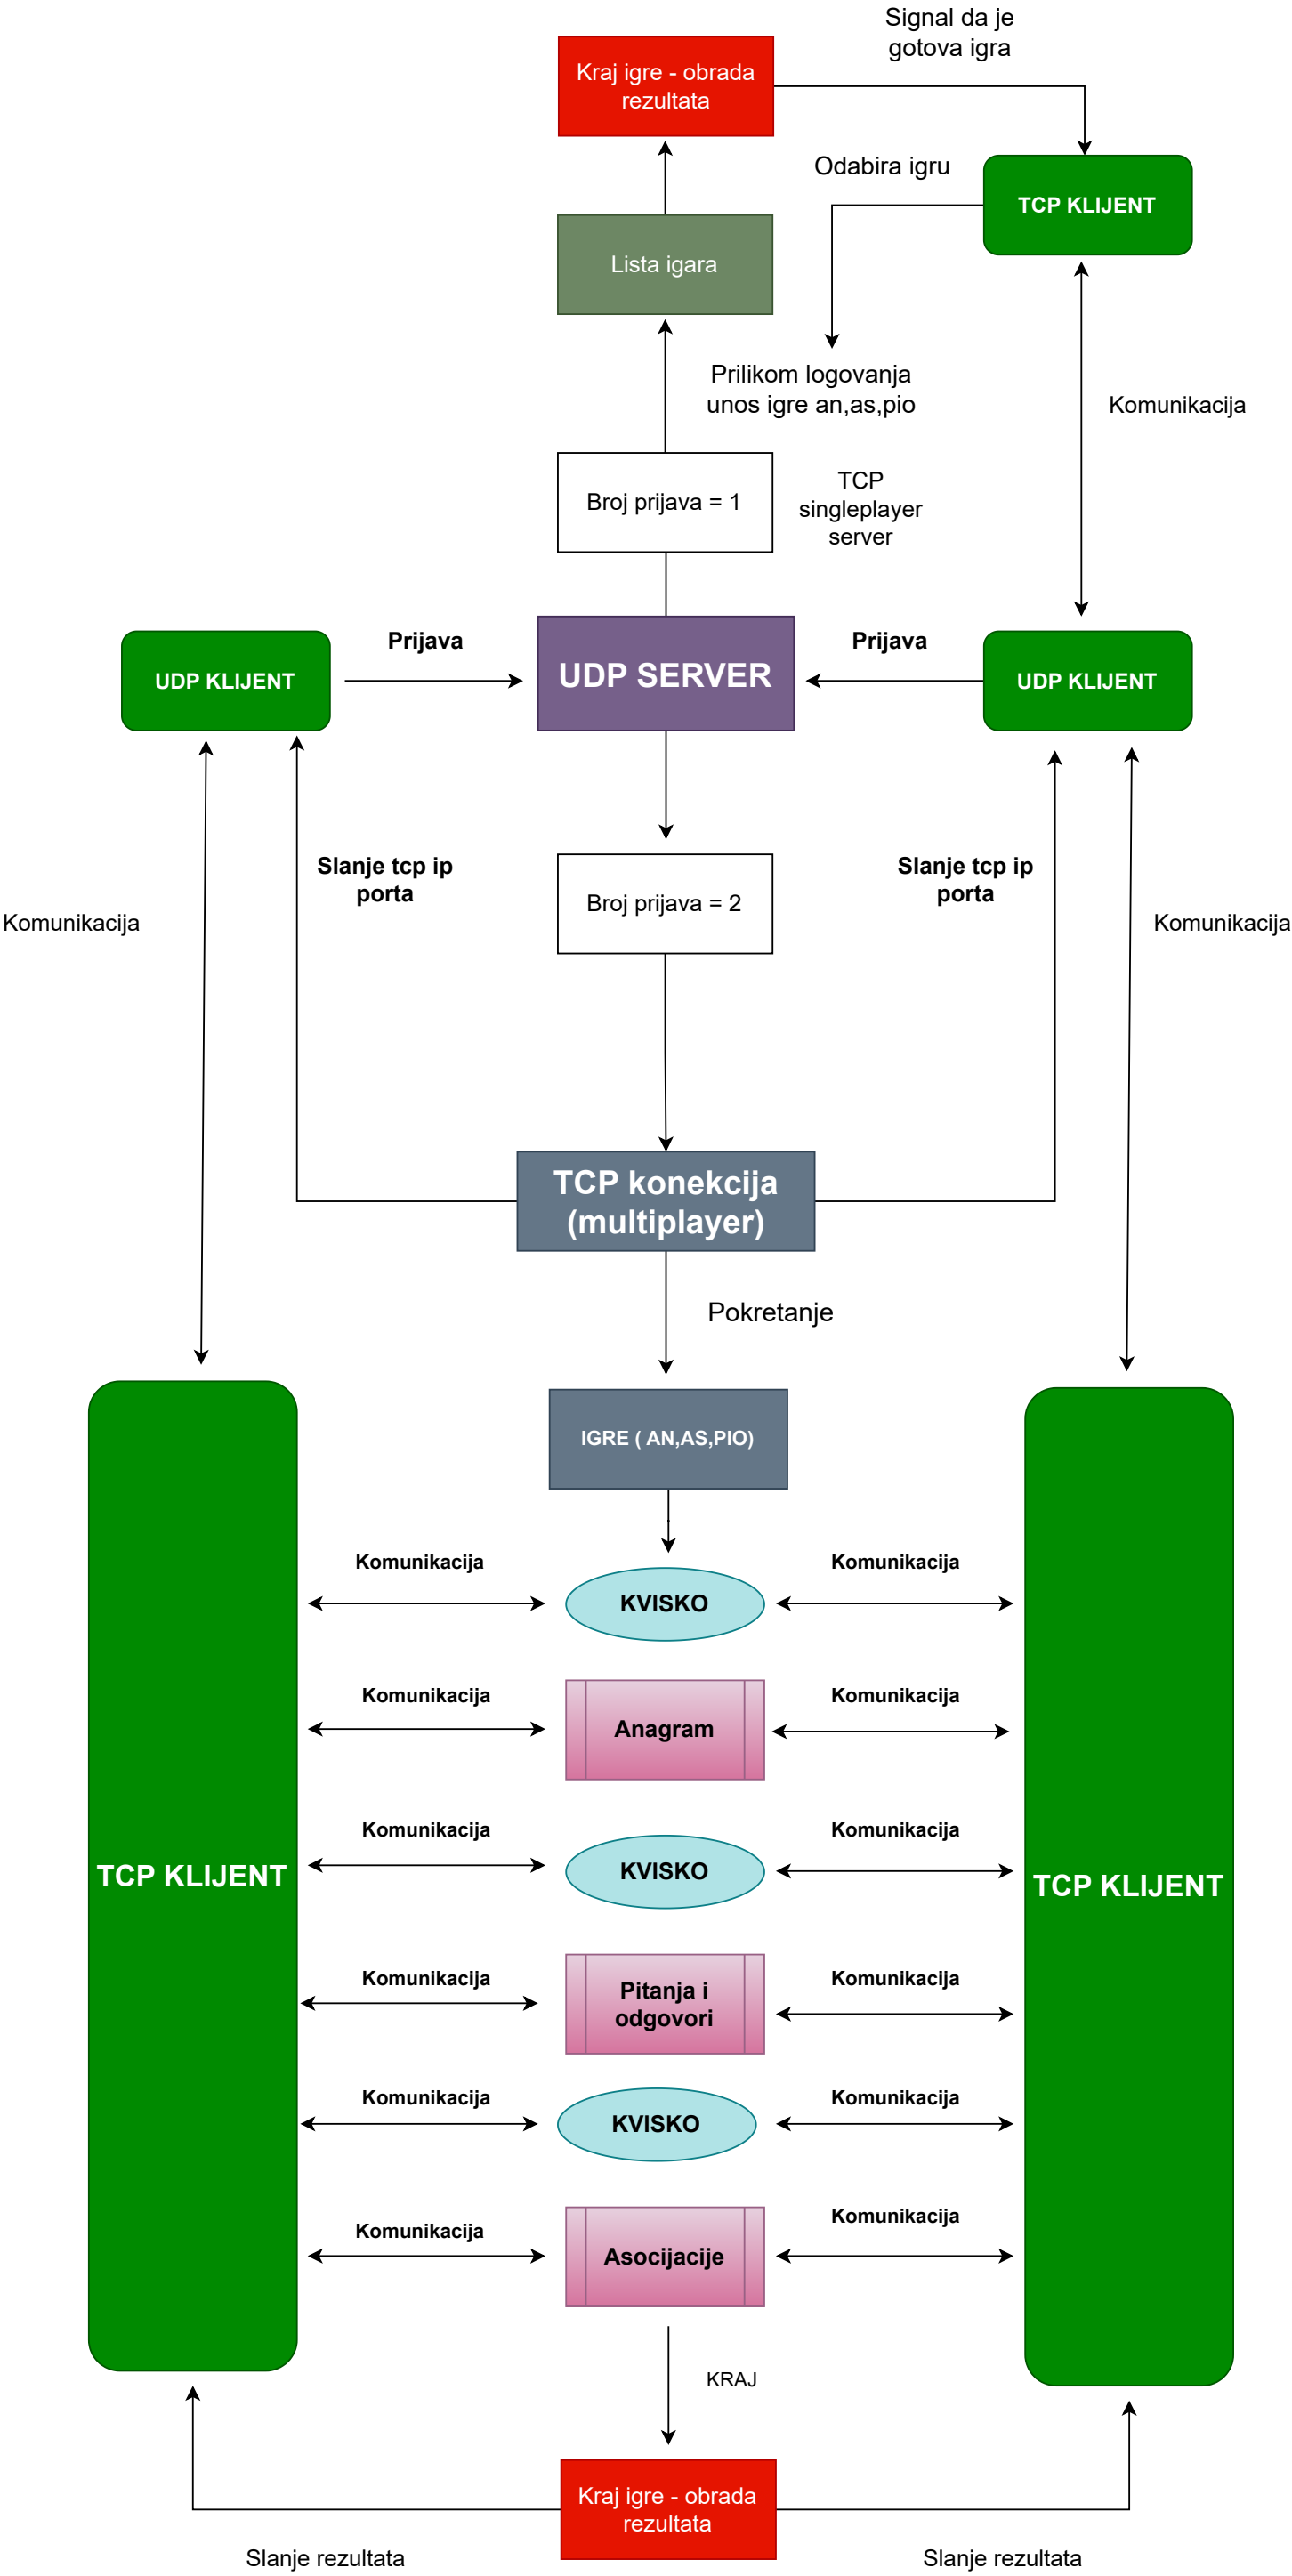 Signal da je
gotova igra
Kraj igre - obrada
rezultata
Odabira igru
TCP KLIJENT
Lista igara
Prilikom logovanja
unos igre an,as,pio
Komunikacija
Broj prijava = 1
TCP
singleplayer
server
UDP KLIJENT
Prijava
UDP SERVER
Prijava
UDP KLIJENT
Slanje tcp ip
porta
Broj prijava = 2
Slanje tcp ip
porta
Komunikacija
Komunikacija
TCP konekcija
(multiplayer)
Pokretanje
IGRE ( AN,AS,PIO)
Komunikacija
Komunikacija
KVISKO
Komunikacija
Komunikacija
Anagram
Komunikacija
Komunikacija
KVISKO
TCP KLIJENT
TCP KLIJENT
Komunikacija
Komunikacija
Pitanja i
odgovori
Komunikacija
Komunikacija
KVISKO
Komunikacija
Komunikacija
Asocijacije
KRAJ
Kraj igre - obrada
rezultata
Slanje rezultata
Slanje rezultata